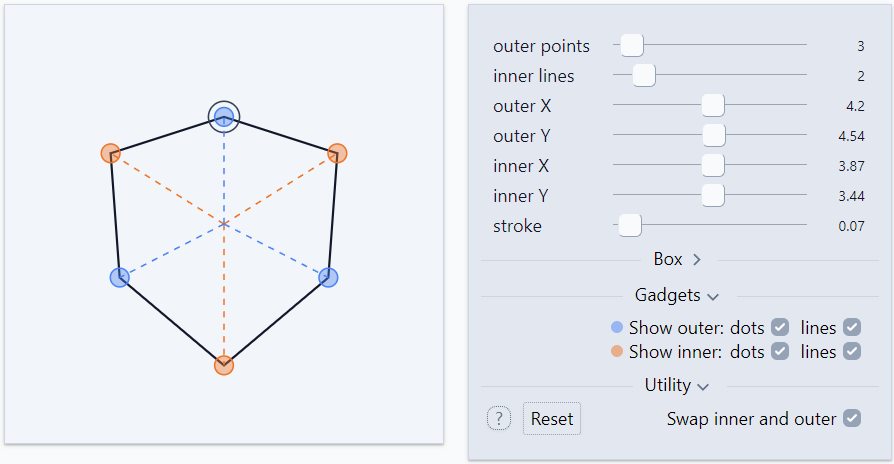 outer points 3
inner lines 2
outer X 4.2
outer Y 4.54
inner X 3.87
inner Y 3.44
stroke 0.07
Box
Gadgets
Show outer: dots lines
Show inner: dots lines
Utility
? Reset Swap inner and outer